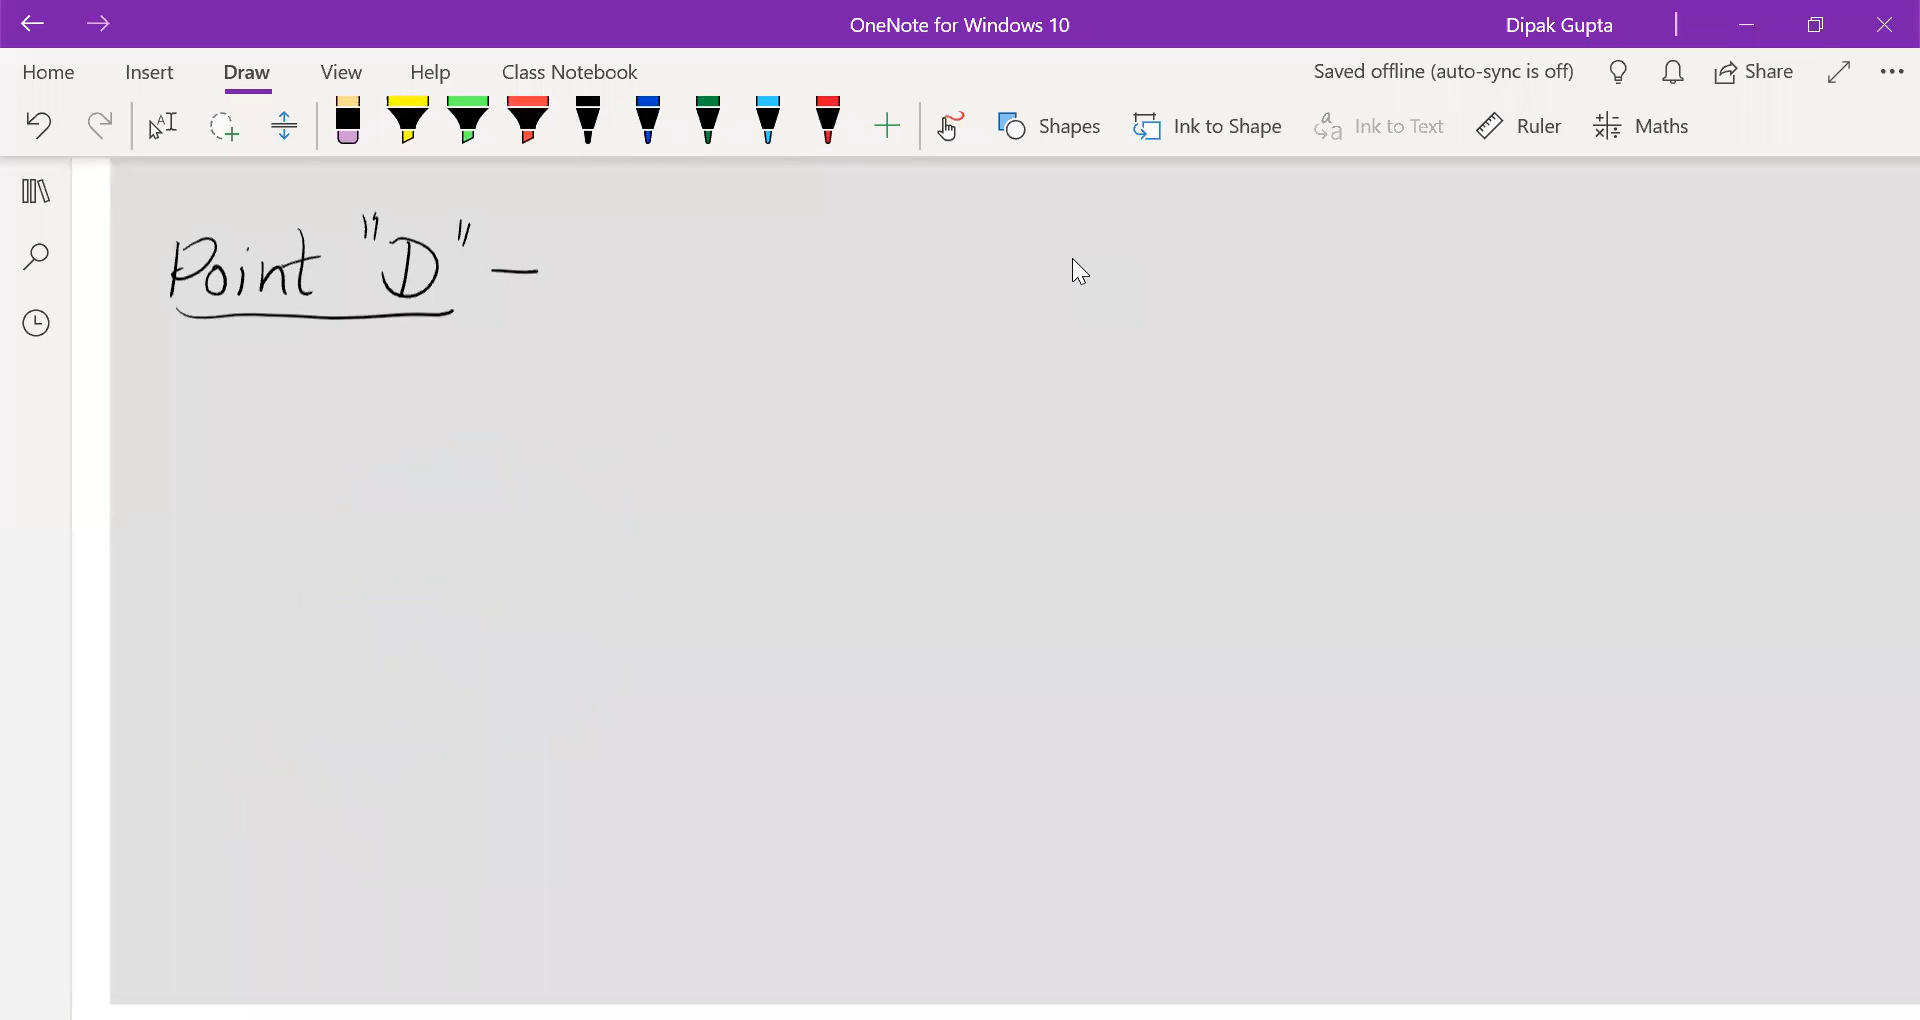 OneNote for Windows 10 Dipak Gupta
Home Insert Draw View Help Class Notebook Saved offline (auto-sync is off) Share
Shapes Ink to Shape Ink to Text Ruler Maths
Point "D" —